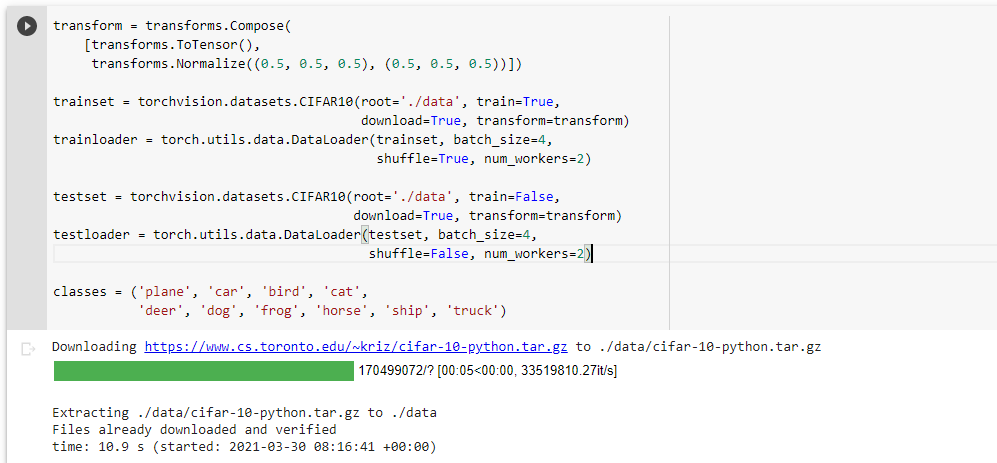 transform = transforms.Compose(
    [transforms.ToTensor(),
     transforms.Normalize((0.5, 0.5, 0.5), (0.5, 0.5, 0.5))])
trainset = torchvision.datasets.CIFAR10(root='./data', train=True,
                                        download=True, transform=transform)
trainloader = torch.utils.data.DataLoader(trainset, batch_size=4,
                                          shuffle=True, num_workers=2)
testset = torchvision.datasets.CIFAR10(root='./data', train=False,
                                       download=True, transform=transform)
testloader = torch.utils.data.DataLoader(testset, batch_size=4,
                                         shuffle=False, num_workers=2)
classes = ('plane', 'car', 'bird', 'cat',
           'deer', 'dog', 'frog', 'horse', 'ship', 'truck')
Downloading https://www.cs.toronto.edu/~kriz/cifar-10-python.tar.gz to ./data/cifar-10-python.tar.gz
170499072/? [00:05<00:00, 33519810.27it/s]
Extracting ./data/cifar-10-python.tar.gz to ./data
Files already downloaded and verified
time: 10.9 s (started: 2021-03-30 08:16:41 +00:00)